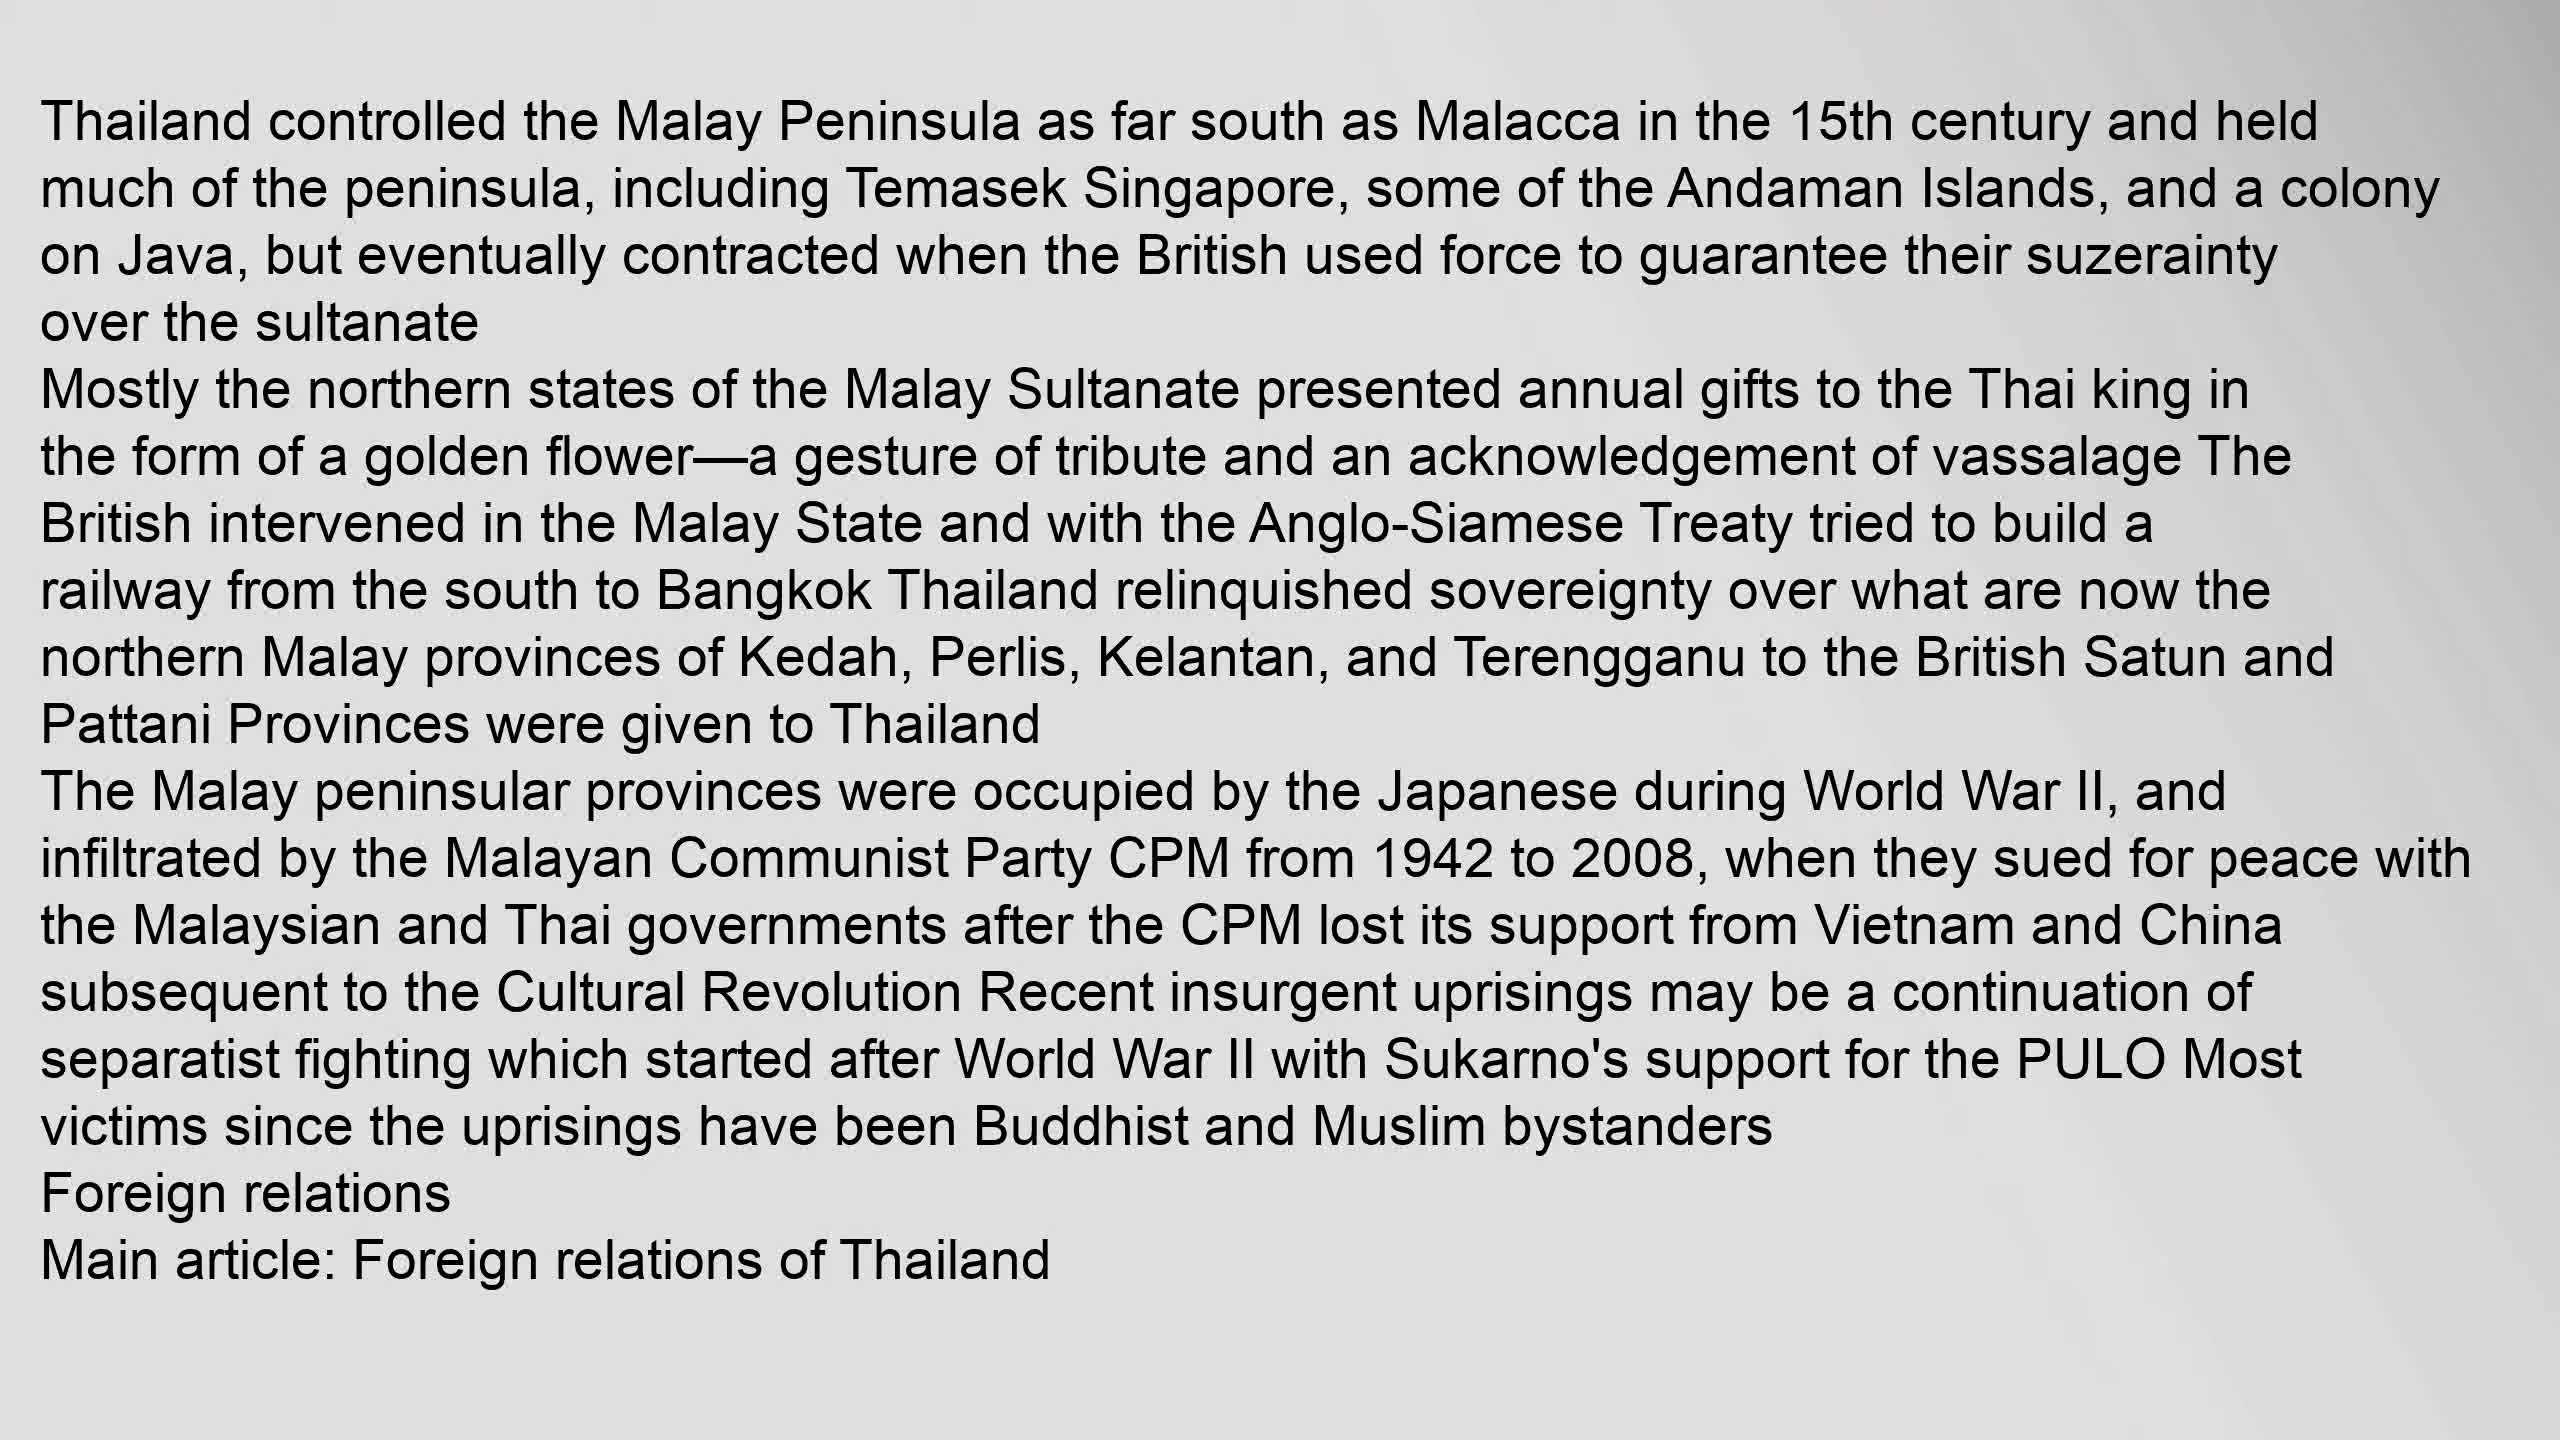 Thailand controlled the Malay Peninsula as far south as Malacca in the 15th century and held
much of the peninsula, including Temasek Singapore, some of the Andaman Islands, and a colony
on Java, but eventually contracted when the British used force to guarantee their suzerainty
over the sultanate
Mostly the northern states of the Malay Sultanate presented annual gifts to the Thai king in
the form of a golden flower—a gesture of tribute and an acknowledgement of vassalage The
British intervened in the Malay State and with the Anglo-Siamese Treaty tried to build a
railway from the south to Bangkok Thailand relinquished sovereignty over what are now the
northern Malay provinces of Kedah, Perlis, Kelantan, and Terengganu to the British Satun and
Pattani Provinces were given to Thailand
The Malay peninsular provinces were occupied by the Japanese during World War II, and
infiltrated by the Malayan Communist Party CPM from 1942 to 2008, when they sued for peace with
the Malaysian and Thai governments after the CPM lost its support from Vietnam and China
subsequent to the Cultural Revolution Recent insurgent uprisings may be a continuation of
separatist fighting which started after World War II with Sukarno's support for the PULO Most
victims since the uprisings have been Buddhist and Muslim bystanders
Foreign relations
Main article: Foreign relations of Thailand